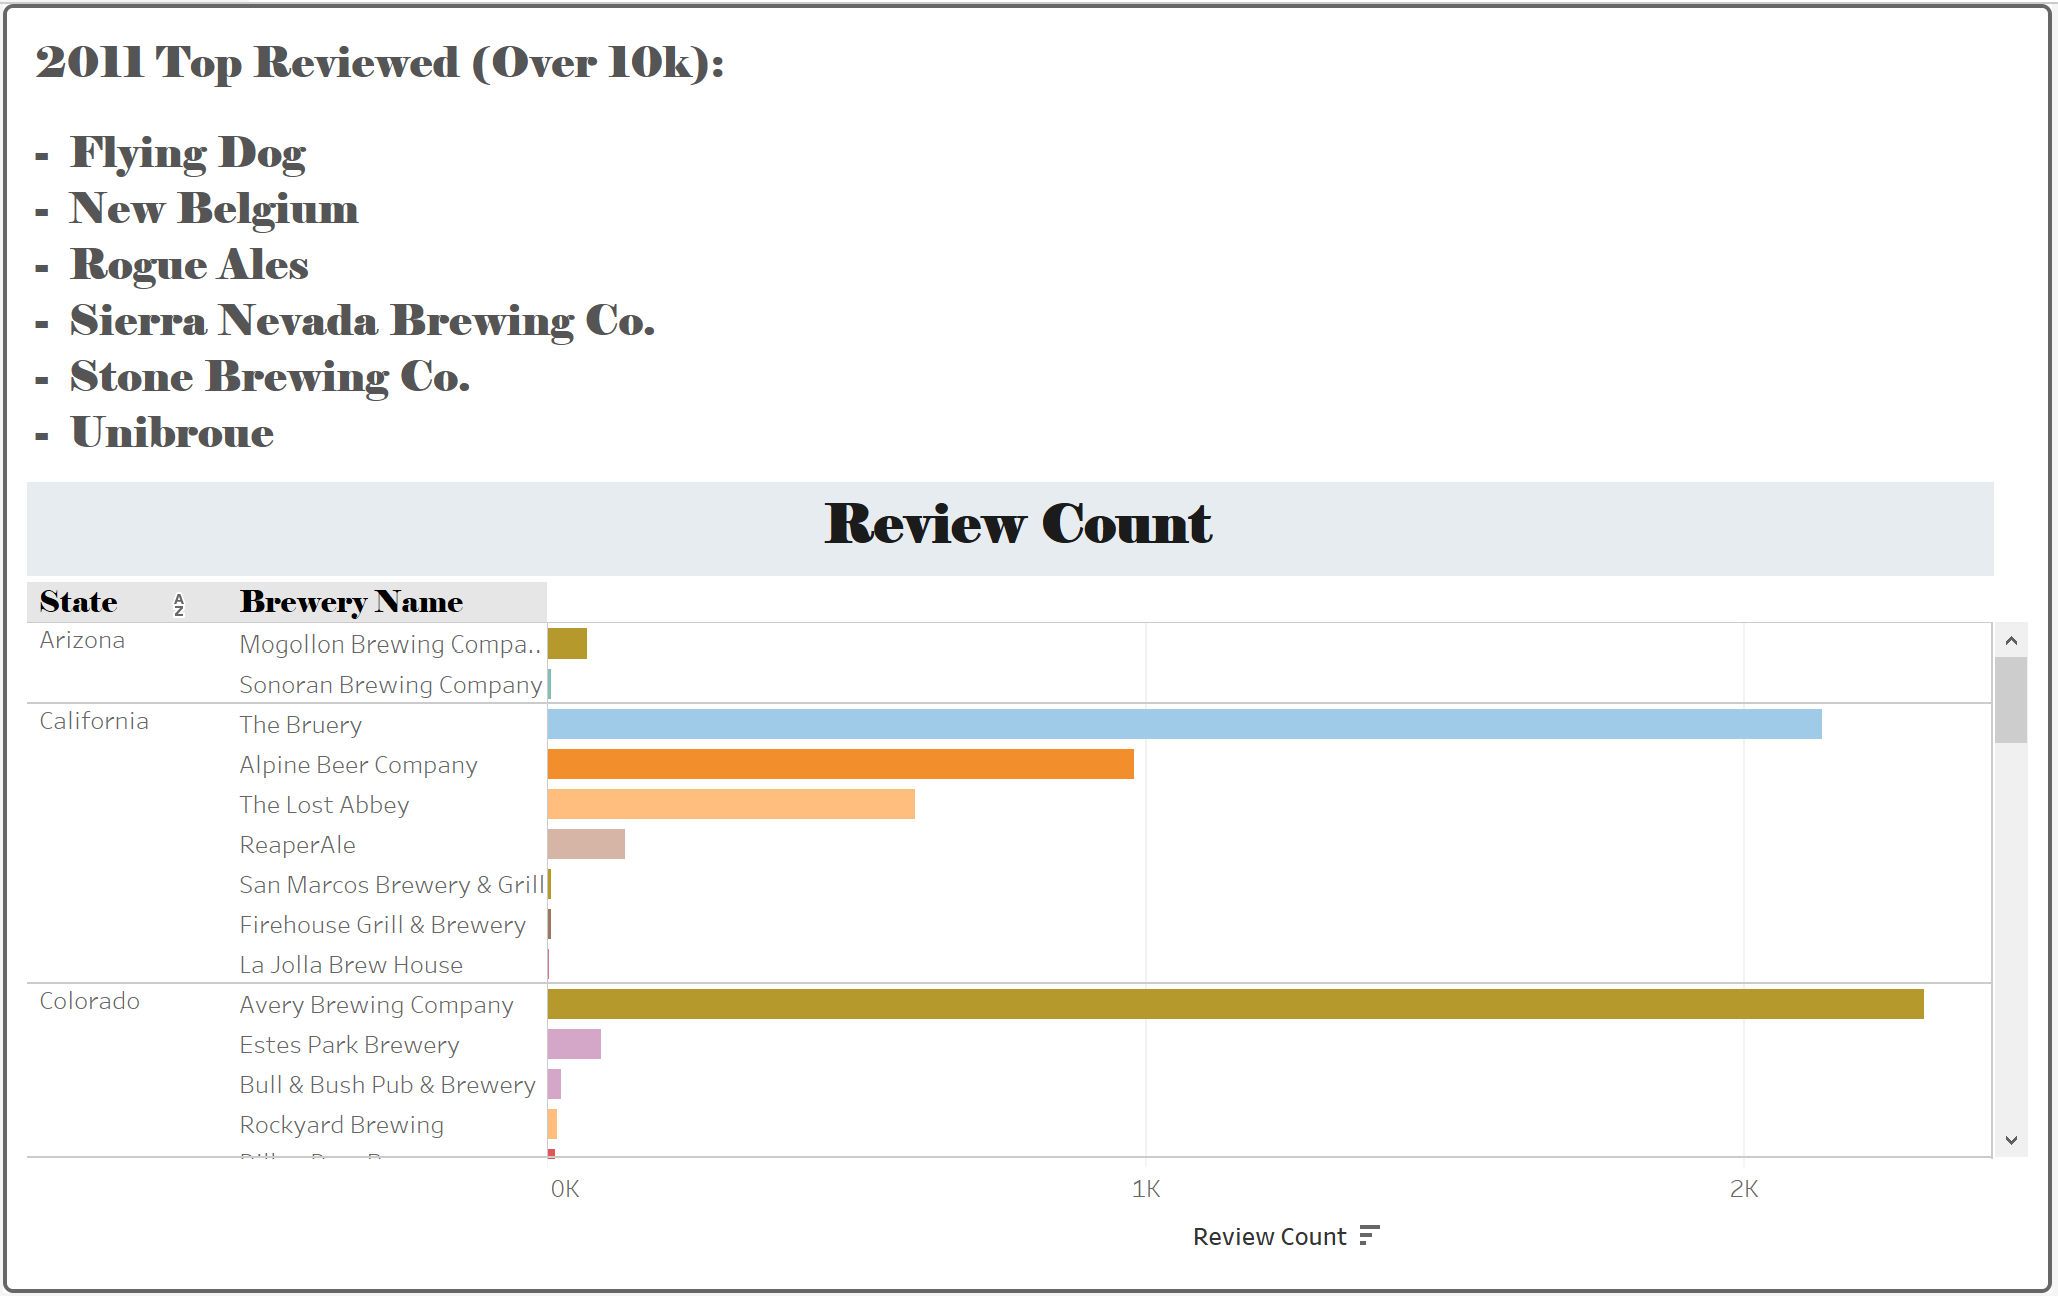 2011 Top Reviewed (Over 10k):
- Flying Dog
- New Belgium
- Rogue Ales
- Sierra Nevada Brewing Co.
- Stone Brewing Co.
- Unibroue
Review Count
State A Z Brewery Name
Arizona Mogollon Brewing Compa..
Sonoran Brewing Company
California The Bruery
Alpine Beer Company
The Lost Abbey
ReaperAle
San Marcos Brewery & Grill
Firehouse Grill & Brewery
La Jolla Brew House
Colorado Avery Brewing Company
Estes Park Brewery
Bull & Bush Pub & Brewery
Rockyard Brewing
0K 1K 2K
Review Count